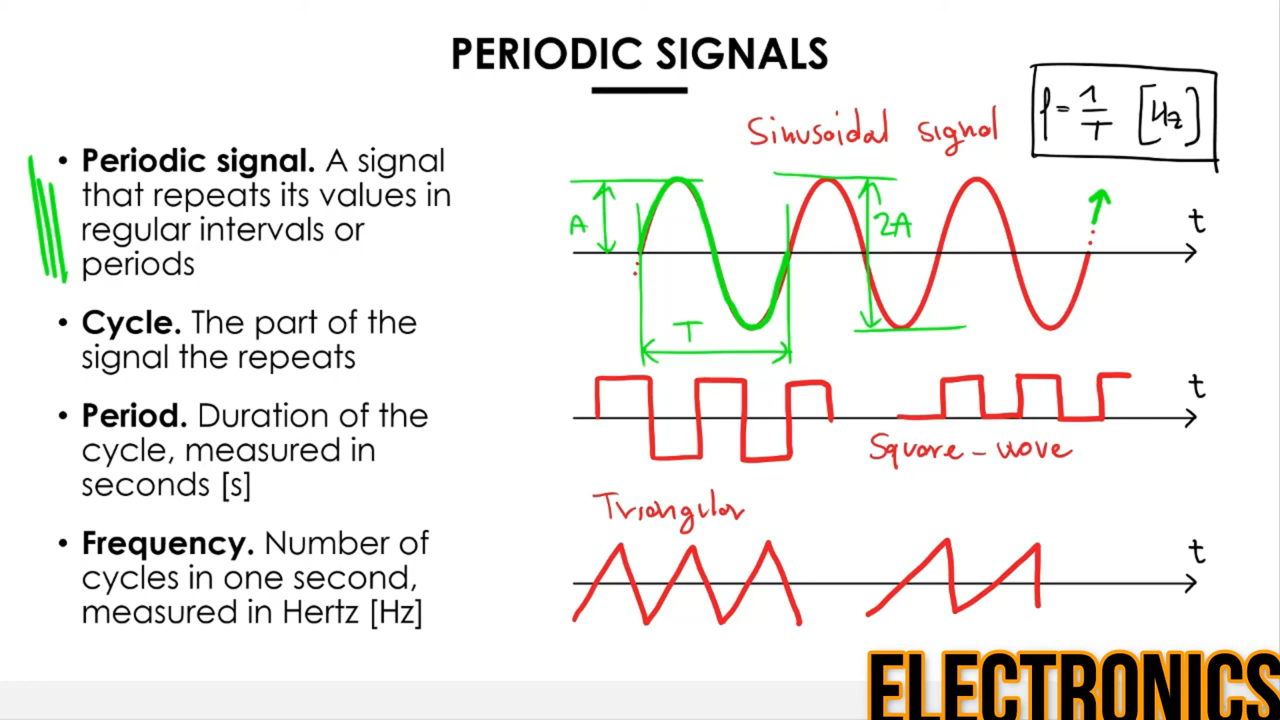 PERIODIC SIGNALS
f = 1/T [Hz]
Sinusoidal signal
• Periodic signal. A signal
that repeats its values in
regular intervals or
periods
A
2A
t
T
• Cycle. The part of the
signal the repeats
t
• Period. Duration of the
cycle, measured in
seconds [s]
Square-wave
Triangular
• Frequency. Number of
cycles in one second,
measured in Hertz [Hz]
t
ELECTRONICS